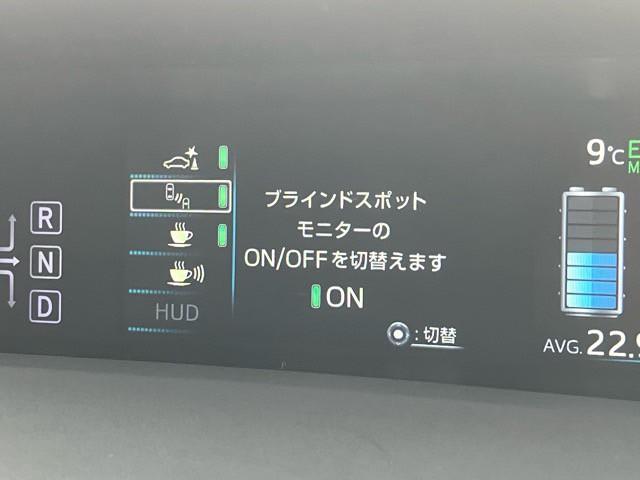 9℃
R
N
D
A
HUD
ブラインドスポット
モニターの
ON/OFFを切替えます
ON
:切替
AVG. 22.9